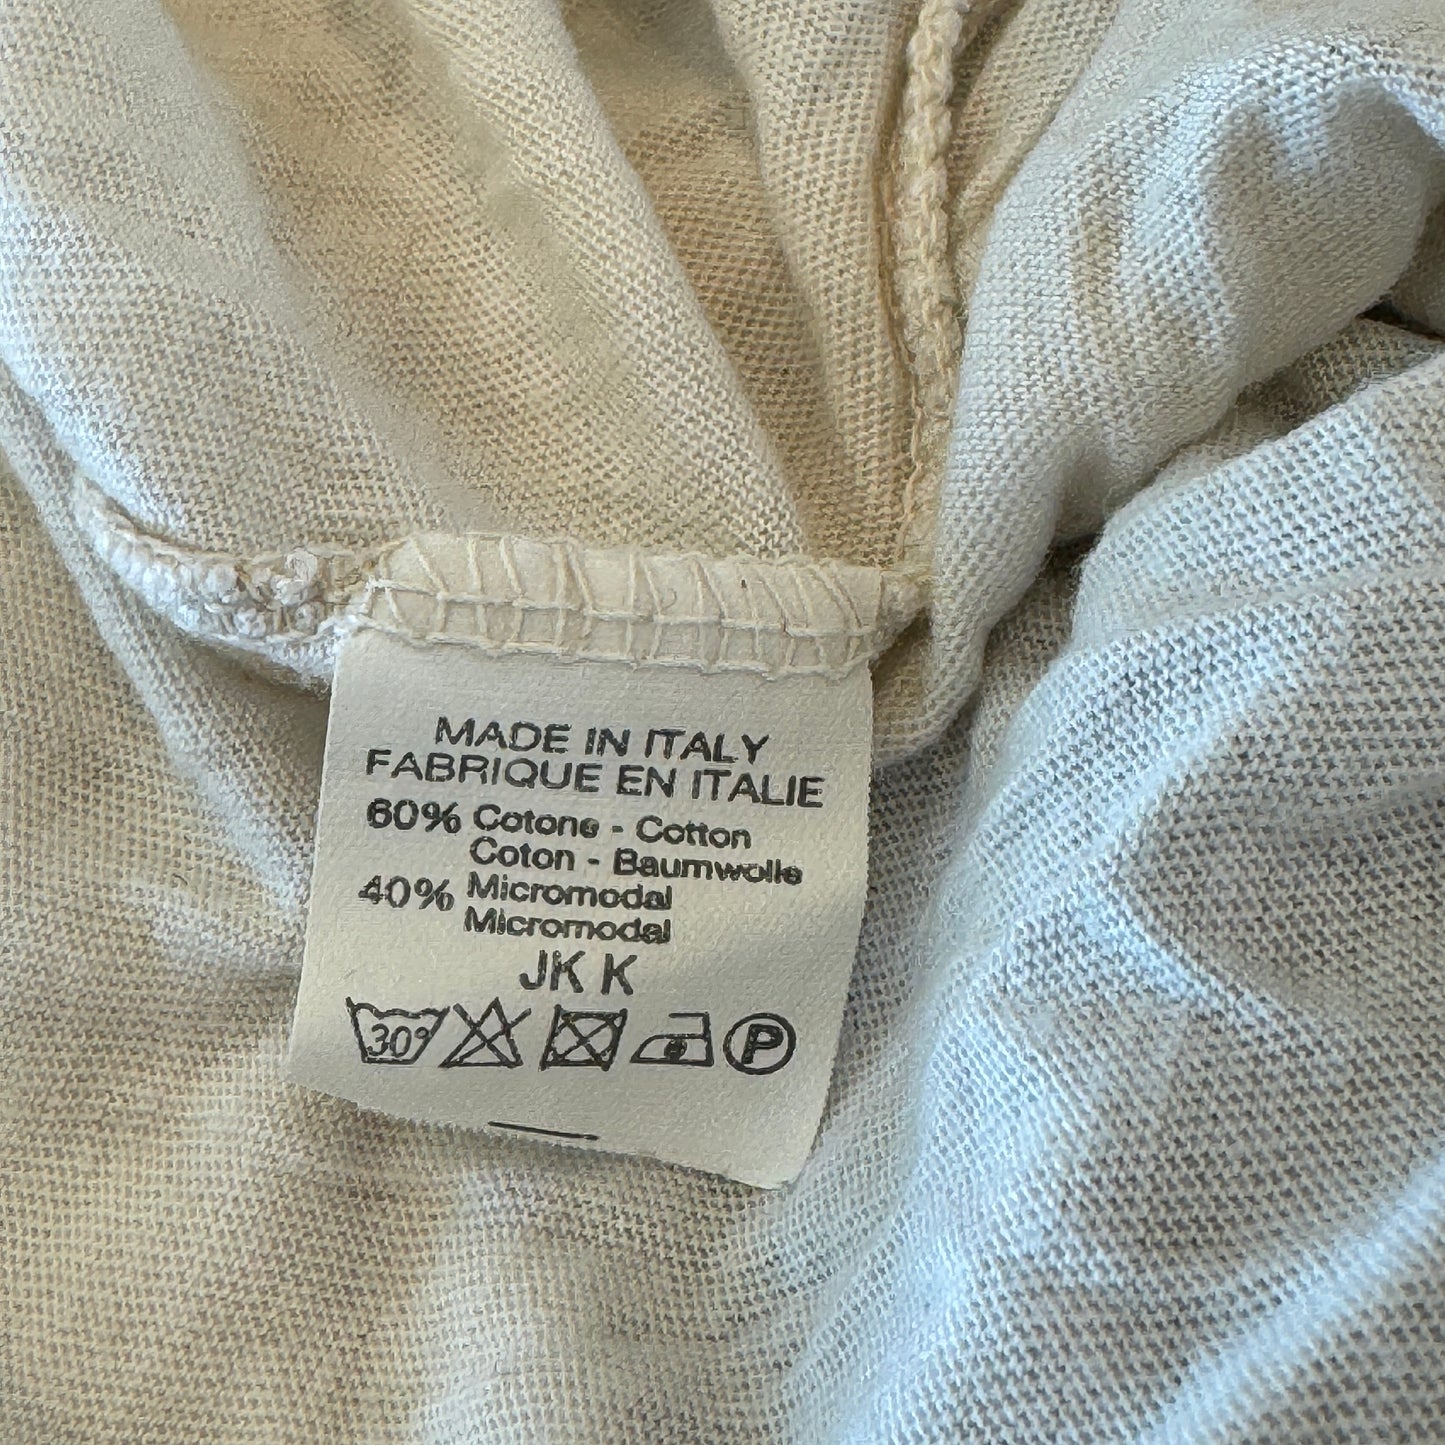 MADE IN ITALY
FABRIQUE EN ITALIE
60% Cotone - Cotton
Coton - Baumwolle
40% Micromodal
Micromodal
JK K
30° P